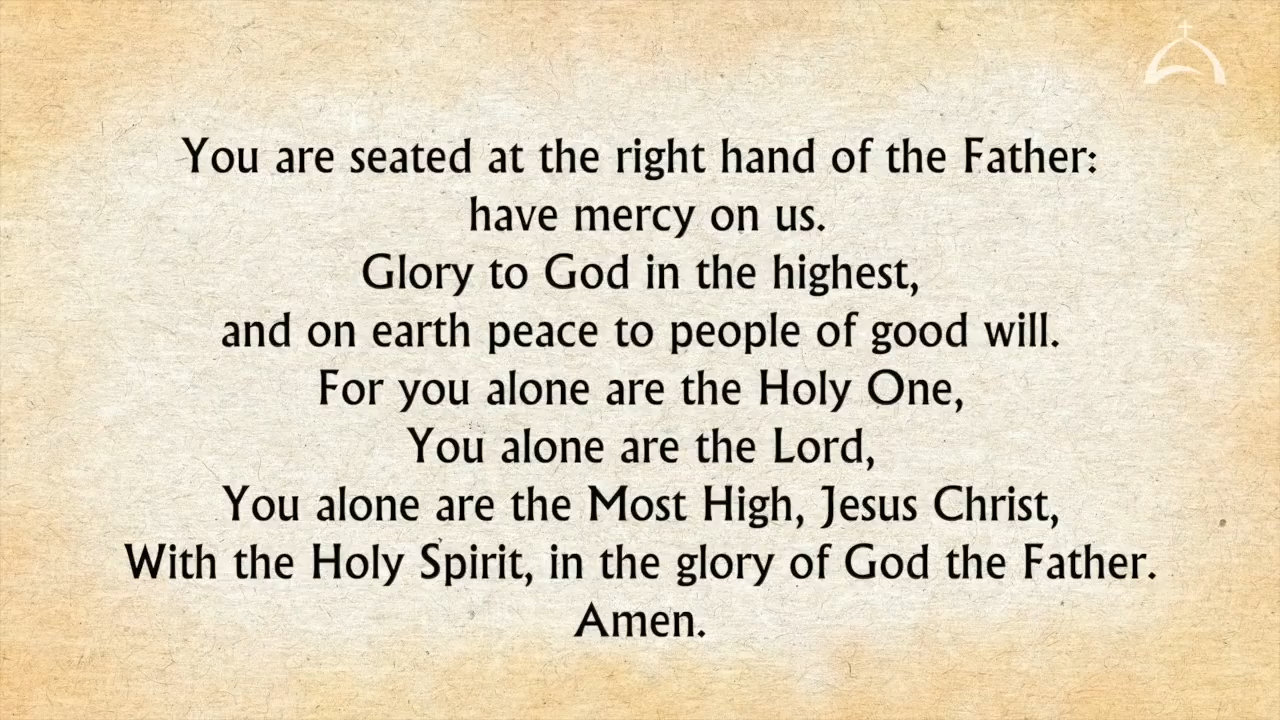 You are seated at the right hand of the Father:
have mercy on us.
Glory to God in the highest,
and on earth peace to people of good will.
For you alone are the Holy One,
You alone are the Lord,
You alone are the Most High, Jesus Christ,
With the Holy Spirit, in the glory of God the Father.
Amen.